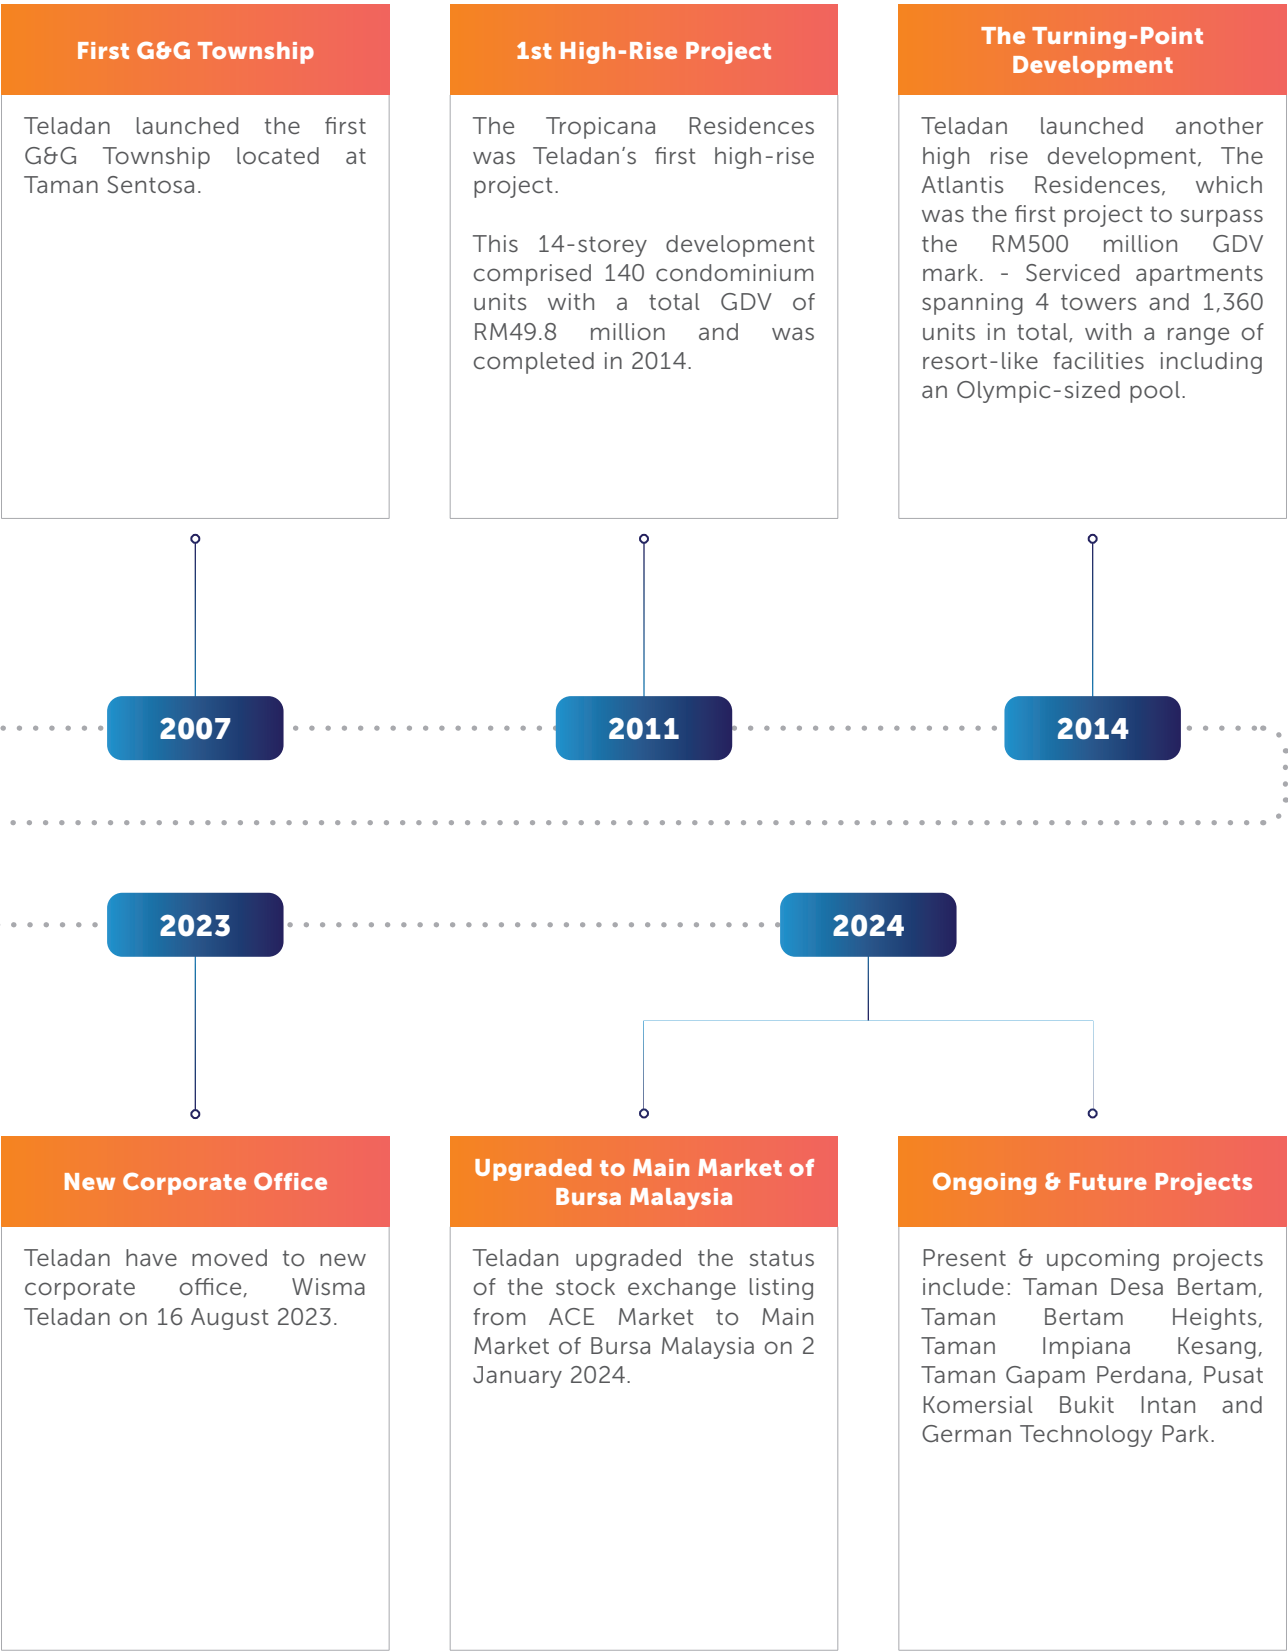 First G&G Township
Teladan launched the first
G&G Township located at
Taman Sentosa.
1st High-Rise Project
The Tropicana Residences
was Teladan’s first high-rise
project.
This 14-storey development
comprised 140 condominium
units with a total GDV of
RM49.8 million and was
completed in 2014.
The Turning-Point
Development
Teladan launched another
high rise development, The
Atlantis Residences, which
was the first project to surpass
the RM500 million GDV
mark. - Serviced apartments
spanning 4 towers and 1,360
units in total, with a range of
resort-like facilities including
an Olympic-sized pool.
2007
2011
2014
2023
2024
New Corporate Office
Teladan have moved to new
corporate office, Wisma
Teladan on 16 August 2023.
Upgraded to Main Market of
Bursa Malaysia
Teladan upgraded the status
of the stock exchange listing
from ACE Market to Main
Market of Bursa Malaysia on 2
January 2024.
Ongoing & Future Projects
Present & upcoming projects
include: Taman Desa Bertam,
Taman Bertam Heights,
Taman Impiana Kesang,
Taman Gapam Perdana, Pusat
Komersial Bukit Intan and
German Technology Park.